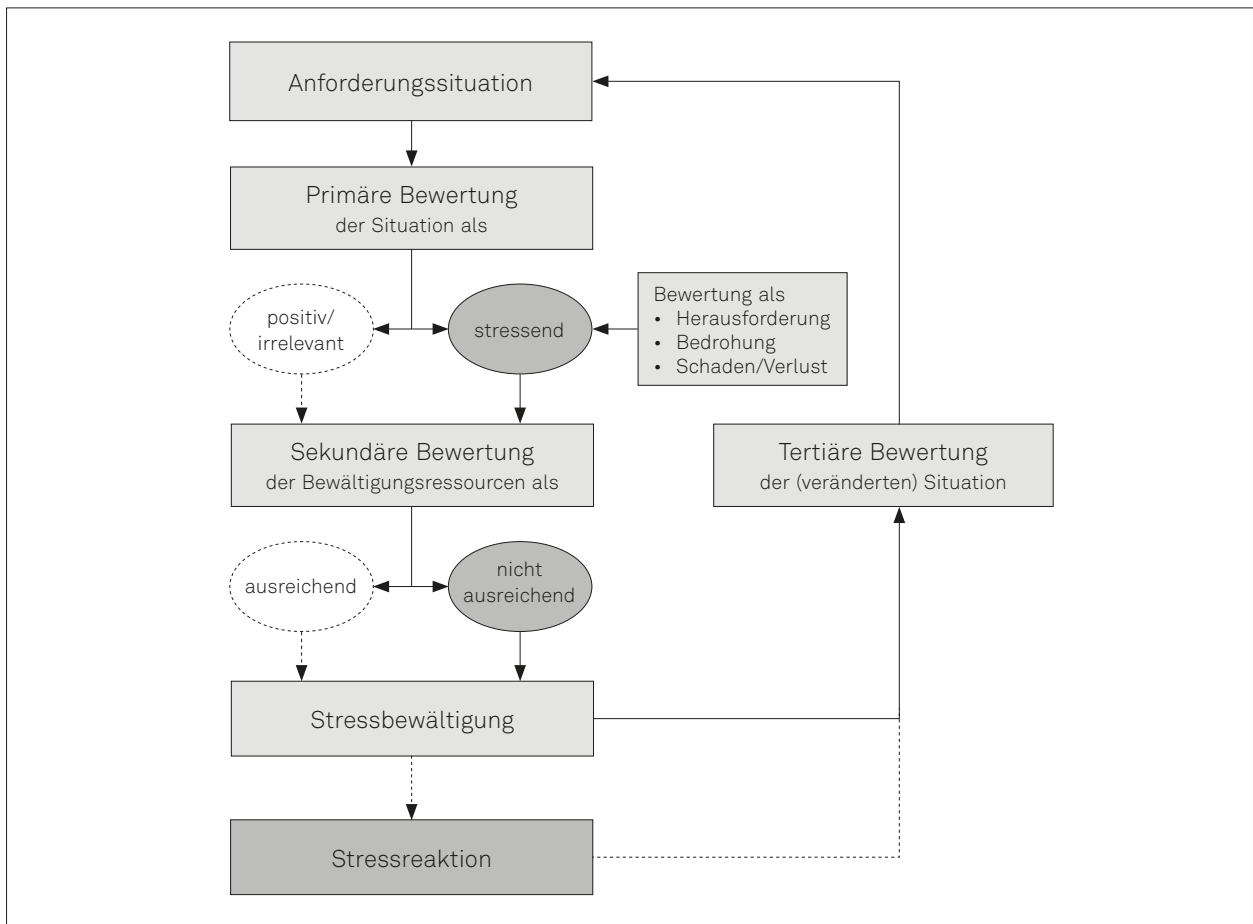 Anforderungssituation
Primäre Bewertung
der Situation als
positiv/
irrelevant
stressend
Bewertung als
• Herausforderung
• Bedrohung
• Schaden/Verlust
Sekundäre Bewertung
der Bewältigungsressourcen als
Tertiäre Bewertung
der (veränderten) Situation
ausreichend
nicht
ausreichend
Stressbewältigung
Stressreaktion